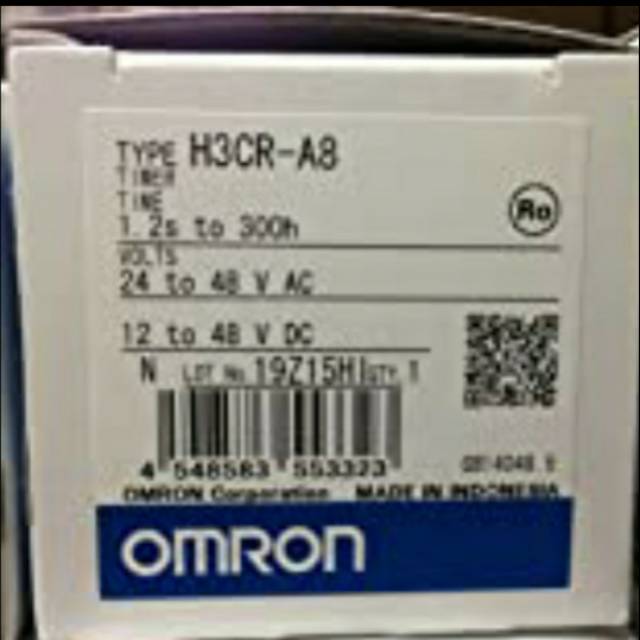 TYPE H3CR-A8
TIMER
TIME
1.2s to 300h
Ro
VOLTS
24 to 48 V AC
12 to 48 V DC
N LOT No. QTY. 1
4 548583 553323
OMRON Corporation MADE IN INDONESIA
OMRON